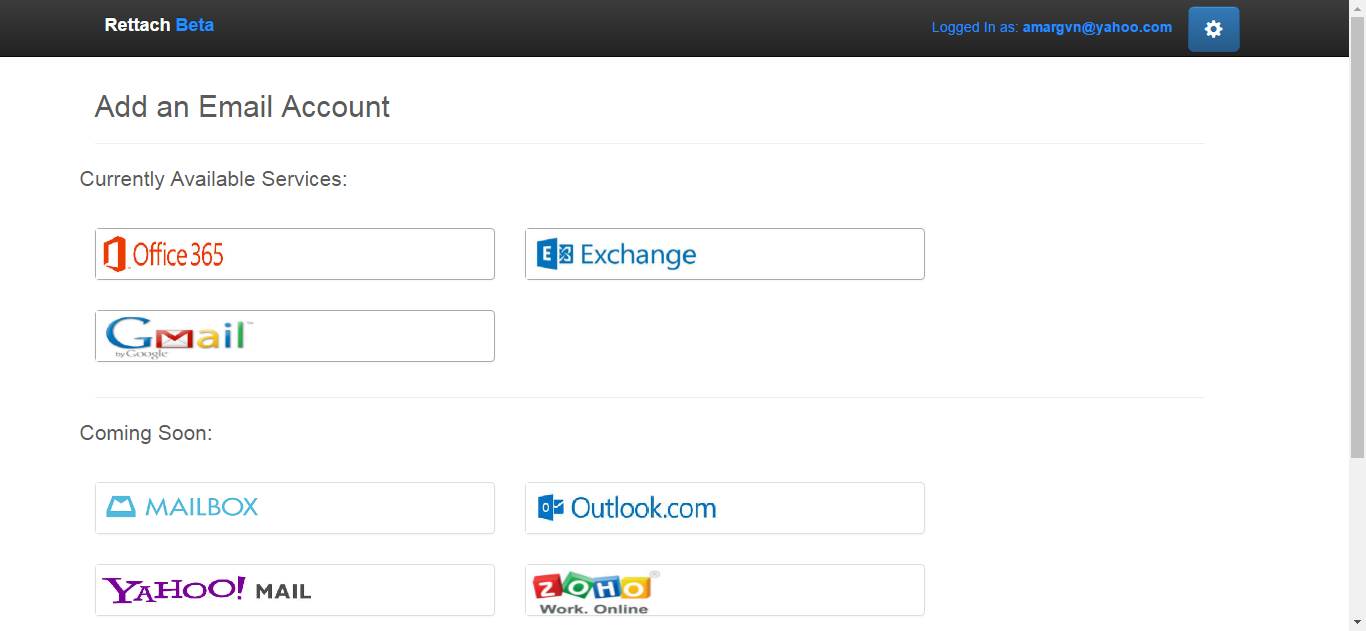 Rettach Beta
Logged In as: amargvn@yahoo.com
Add an Email Account
Currently Available Services:
Office 365
E Exchange
Gmail™
by Google
Coming Soon:
MAILBOX
o Outlook.com
YAHOO! MAIL
ZOHO®
Work. Online